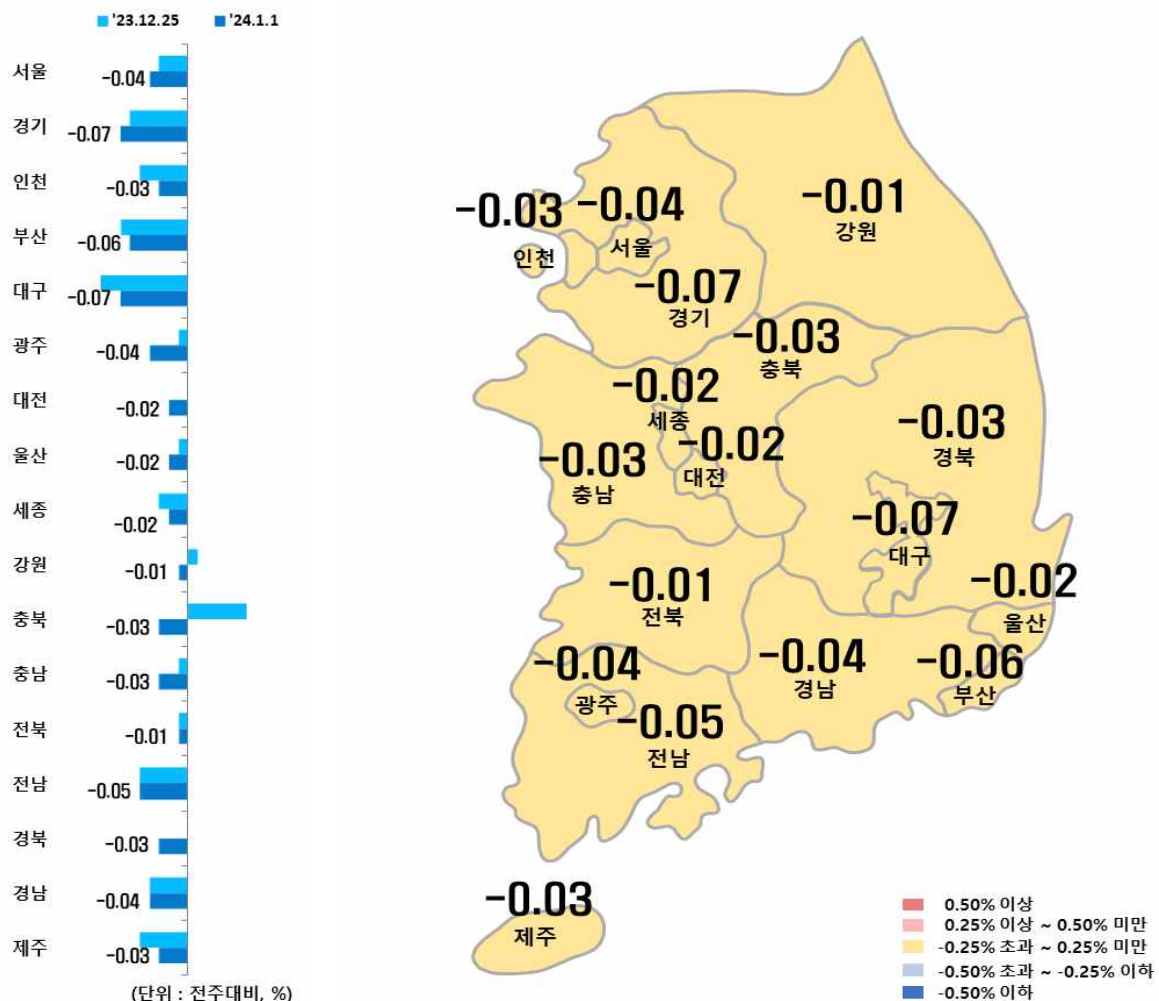 '23.12.25 '24.1.1
서울 -0.04
경기 -0.07
인천 -0.03
부산 -0.06
대구 -0.07
광주 -0.04
대전 -0.02
울산 -0.02
세종 -0.02
강원 -0.01
충북 -0.03
충남 -0.03
전북 -0.01
전남 -0.05
경북 -0.03
경남 -0.04
제주 -0.03
(단위 : 전주대비, %)
-0.01
강원
-0.03
인천
-0.04
서울
-0.07
경기
-0.03
충북
-0.02
세종
-0.02
대전
-0.03
충남
-0.03
경북
-0.07
대구
-0.02
울산
-0.01
전북
-0.04
경남
-0.06
부산
-0.04
광주
-0.05
전남
-0.03
제주
0.50% 이상
0.25% 이상 ~ 0.50% 미만
-0.25% 초과 ~ 0.25% 미만
-0.50% 초과 ~ -0.25% 이하
-0.50% 이하